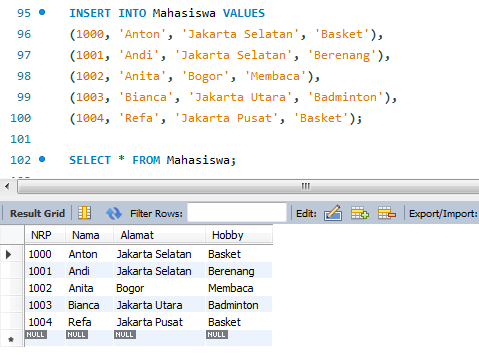 95 INSERT INTO Mahasiswa VALUES
96 (1000, 'Anton', 'Jakarta Selatan', 'Basket'),
97 (1001, 'Andi', 'Jakarta Selatan', 'Berenang'),
98 (1002, 'Anita', 'Bogor', 'Membaca'),
99 (1003, 'Bianca', 'Jakarta Utara', 'Badminton'),
100 (1004, 'Refa', 'Jakarta Pusat', 'Basket');
101
102 SELECT * FROM Mahasiswa;
Result Grid Filter Rows: Edit: Export/Import:
NRP Nama Alamat Hobby
1000 Anton Jakarta Selatan Basket
1001 Andi Jakarta Selatan Berenang
1002 Anita Bogor Membaca
1003 Bianca Jakarta Utara Badminton
1004 Refa Jakarta Pusat Basket
NULL NULL NULL NULL